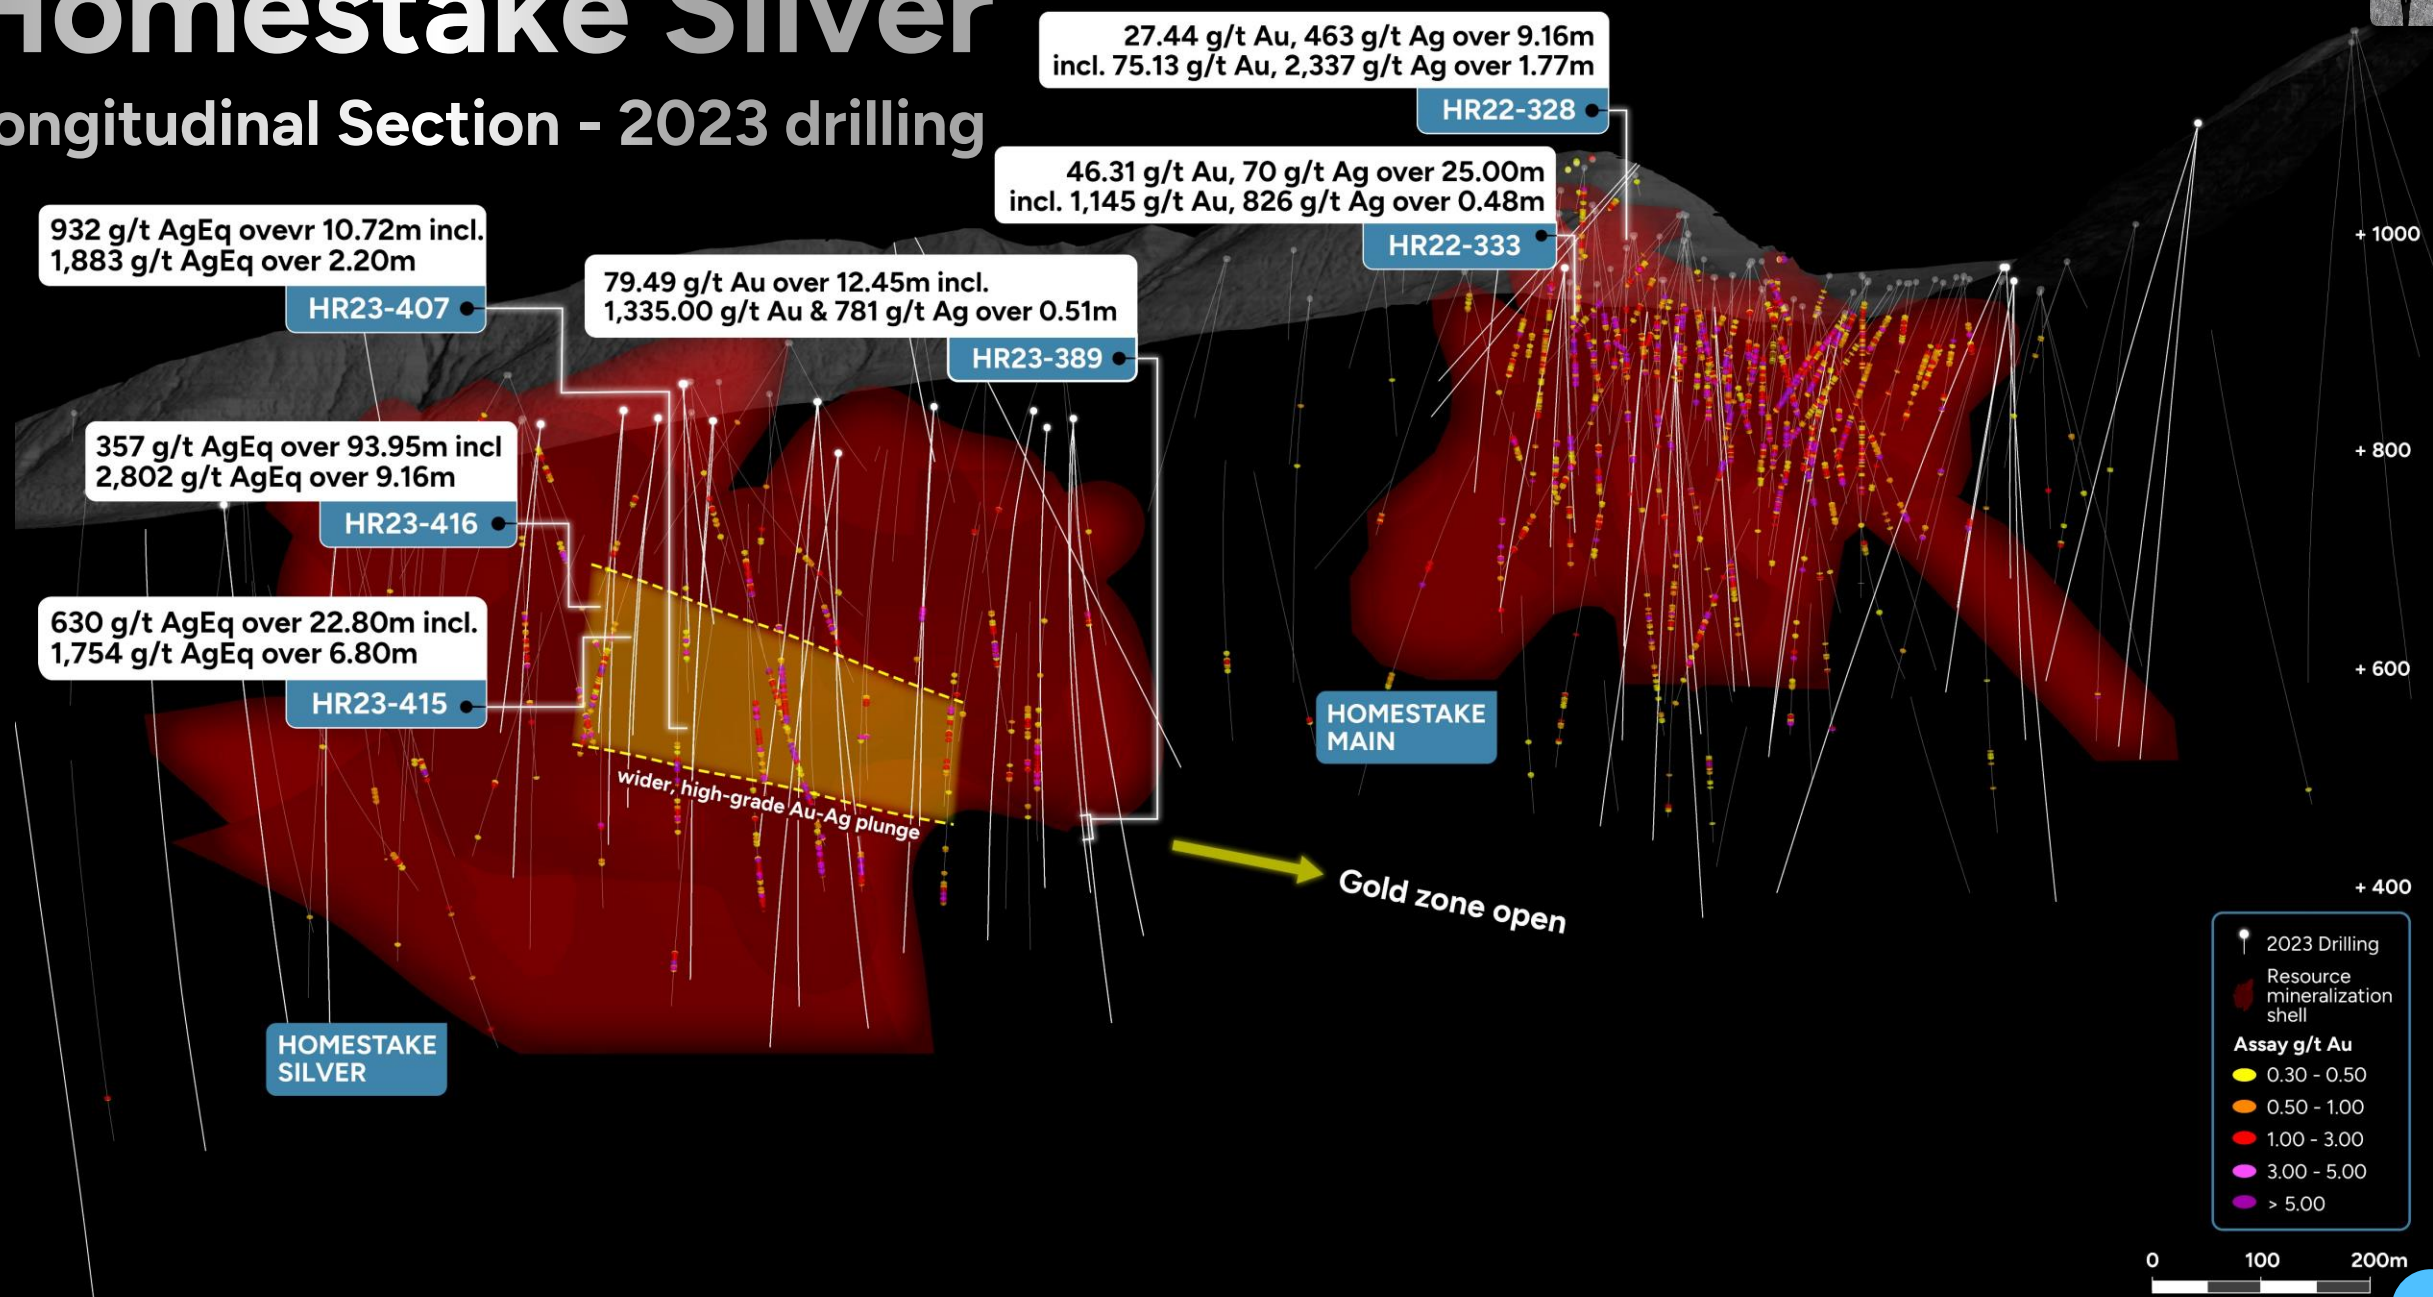 Homestake Silver
ongitudinal Section - 2023 drilling
27.44 g/t Au, 463 g/t Ag over 9.16m
incl. 75.13 g/t Au, 2,337 g/t Ag over 1.77m
HR22-328
46.31 g/t Au, 70 g/t Ag over 25.00m
incl. 1,145 g/t Au, 826 g/t Ag over 0.48m
HR22-333
932 g/t AgEq ovevr 10.72m incl.
1,883 g/t AgEq over 2.20m
HR23-407
79.49 g/t Au over 12.45m incl.
1,335.00 g/t Au & 781 g/t Ag over 0.51m
HR23-389
357 g/t AgEq over 93.95m incl
2,802 g/t AgEq over 9.16m
HR23-416
630 g/t AgEq over 22.80m incl.
1,754 g/t AgEq over 6.80m
HR23-415
wider, high-grade Au-Ag plunge
HOMESTAKE
MAIN
Gold zone open
HOMESTAKE
SILVER
+ 1000
+ 800
+ 600
+ 400
2023 Drilling
Resource
mineralization
shell
Assay g/t Au
0.30 - 0.50
0.50 - 1.00
1.00 - 3.00
3.00 - 5.00
> 5.00
0 100 200m